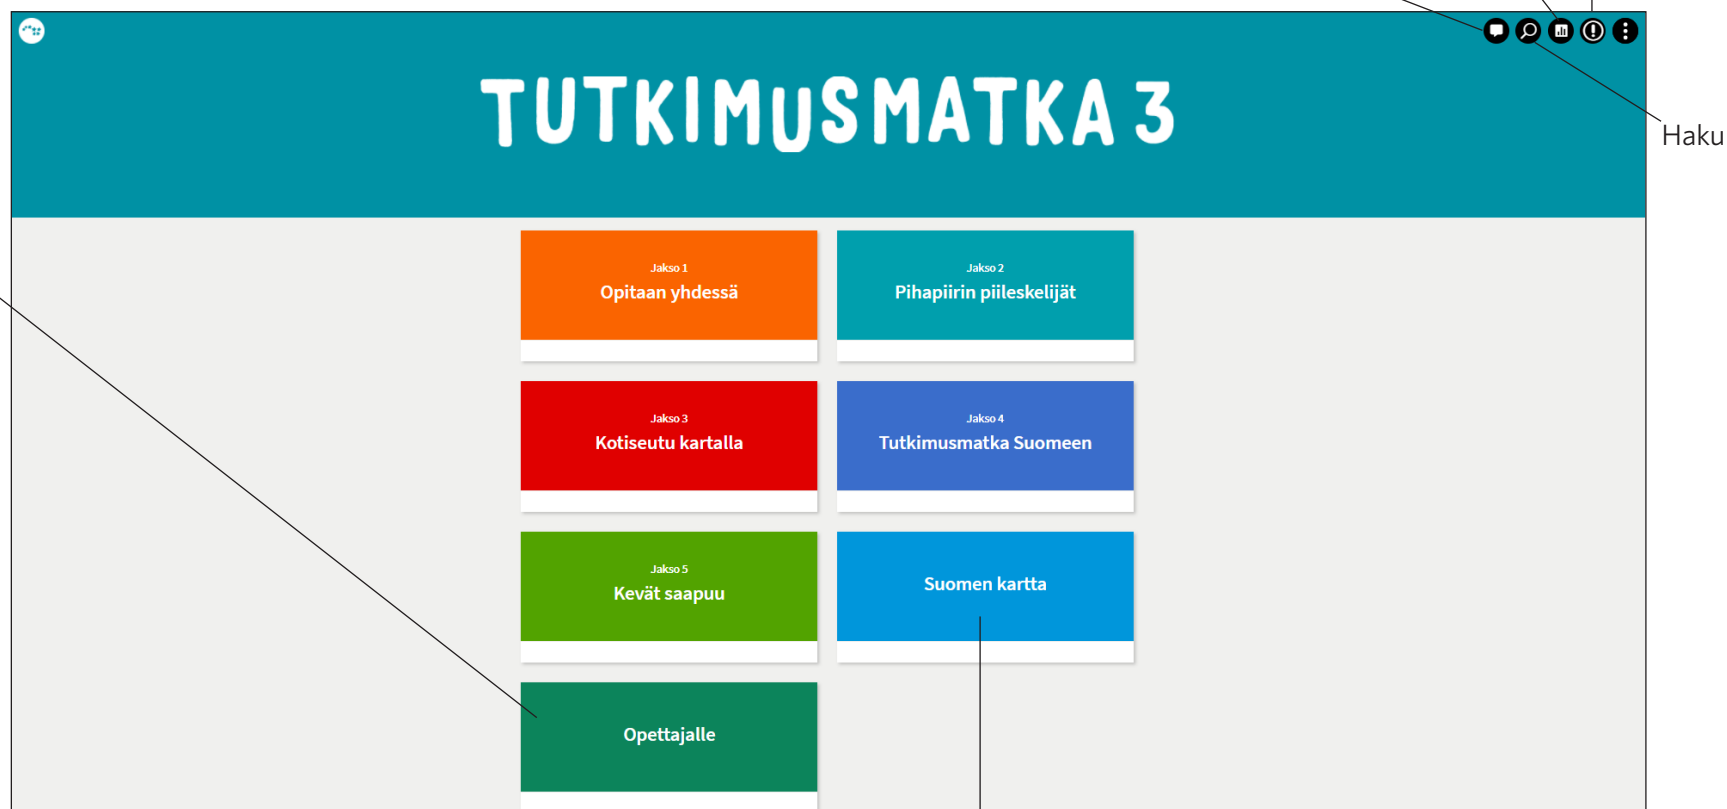 TUTKIMUSMATKA 3
Haku
Jakso 1
Opitaan yhdessä
Jakso 2
Pihapiirin piileskelijät
Jakso 3
Kotiseutu kartalla
Jakso 4
Tutkimusmatka Suomeen
Jakso 5
Kevät saapuu
Suomen kartta
Opettajalle